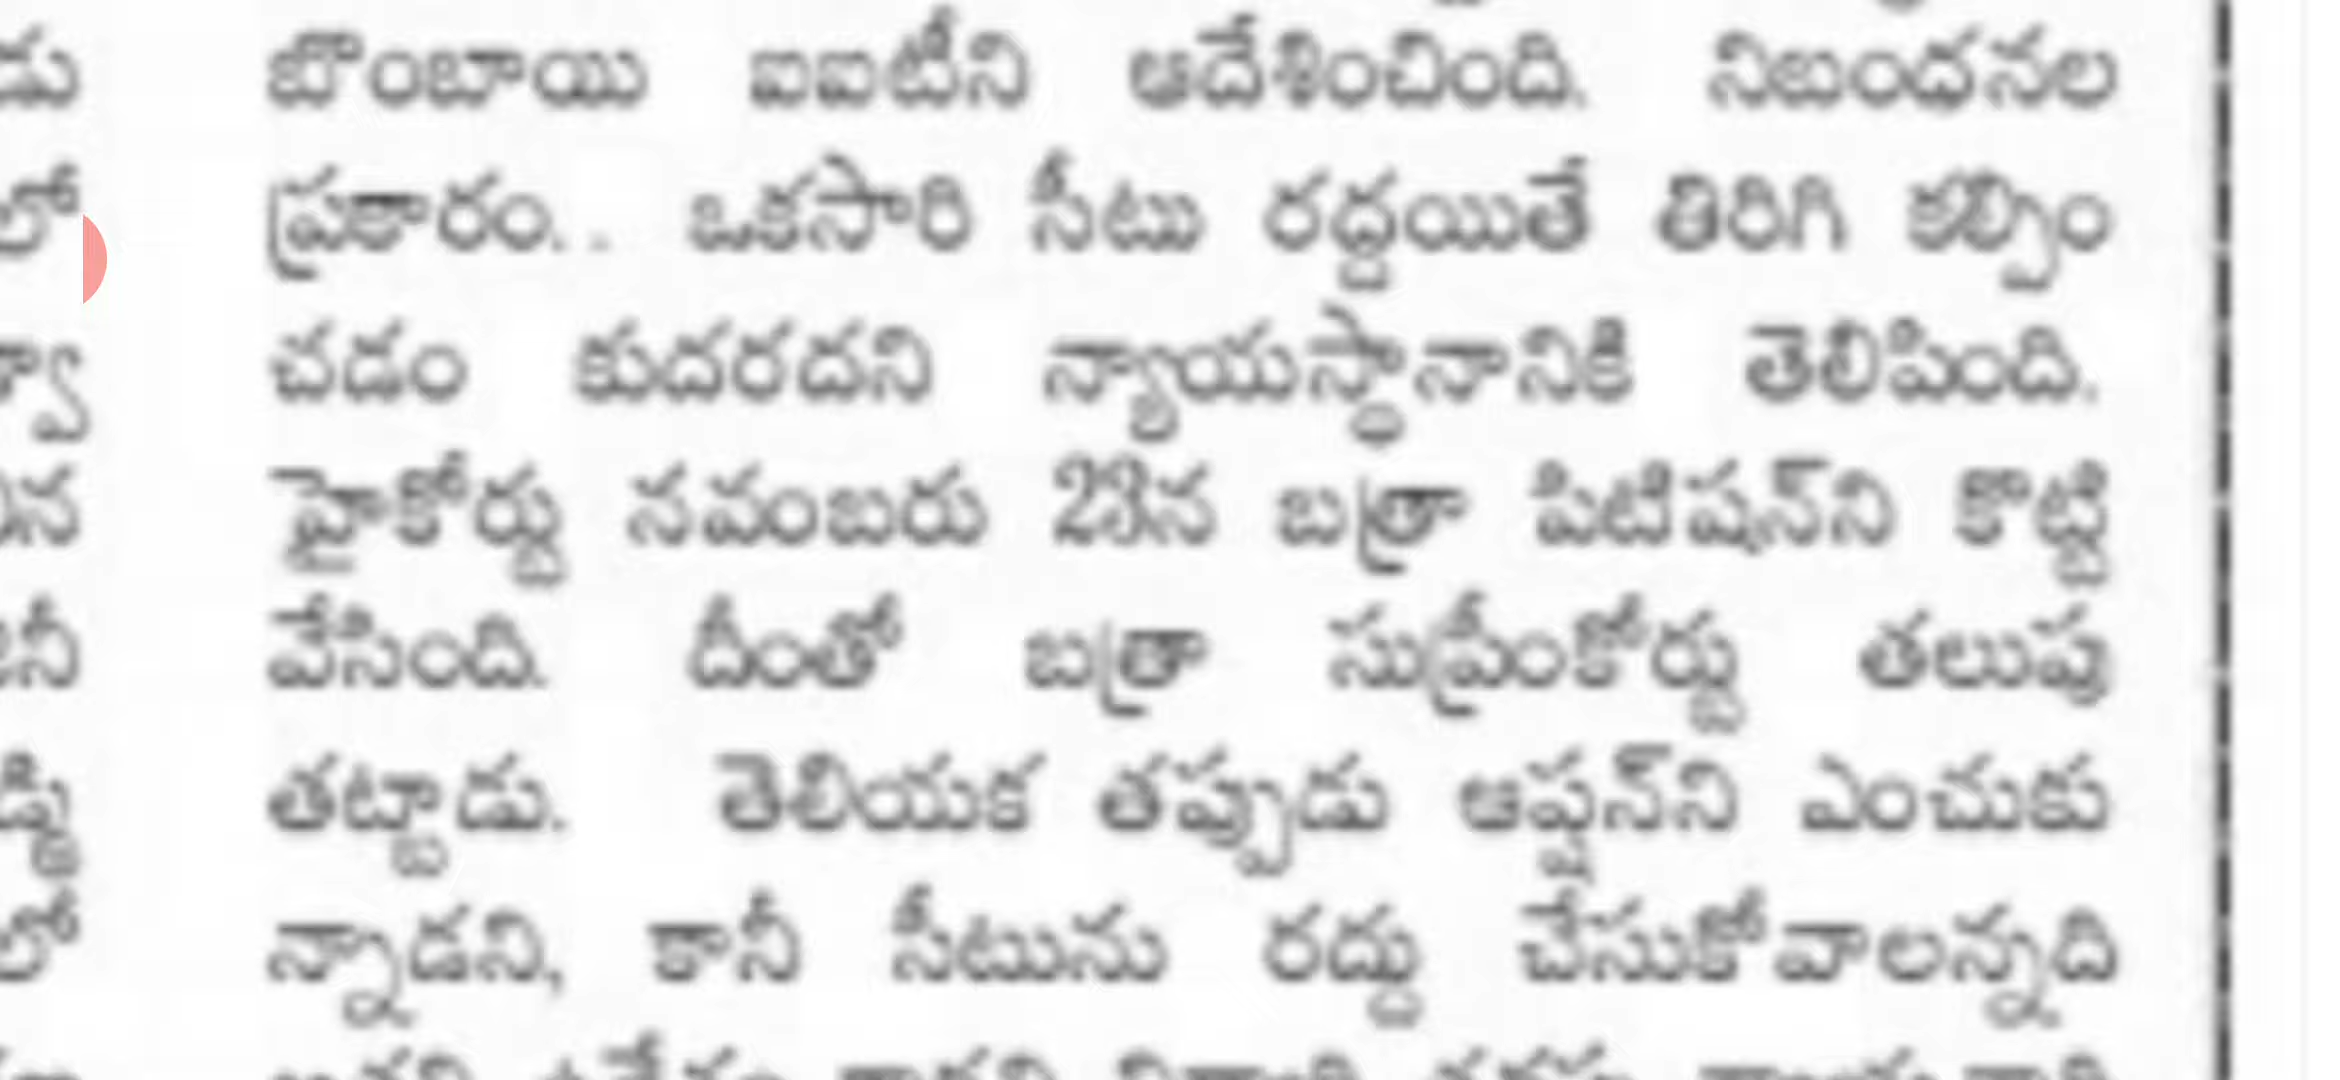 బొంబాయి ఐఐటీని ఆదేశించింది. నిబంధనల
ప్రకారం.. ఒకసారి సీటు రద్దయితే తిరిగి కల్పిం
చడం కుదరదని న్యాయస్థానానికి తెలిపింది.
హైకోర్టు నవంబరు 23న బత్రా పిటిషన్‌ని కొట్టి
వేసింది. దీంతో బత్రా సుప్రీంకోర్టు తలుపు
తట్టాడు. తెలియక తప్పుడు ఆప్షన్‌ని ఎంచుకు
న్నాడని, కానీ సీటును రద్దు చేసుకోవాలన్నది